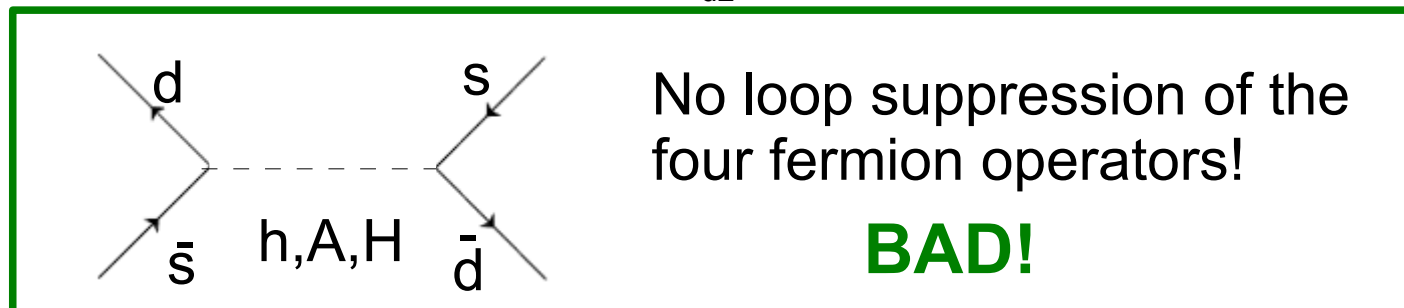 d
s
No loop suppression of the
four fermion operators!
s̄
h,A,H
d̄
BAD!